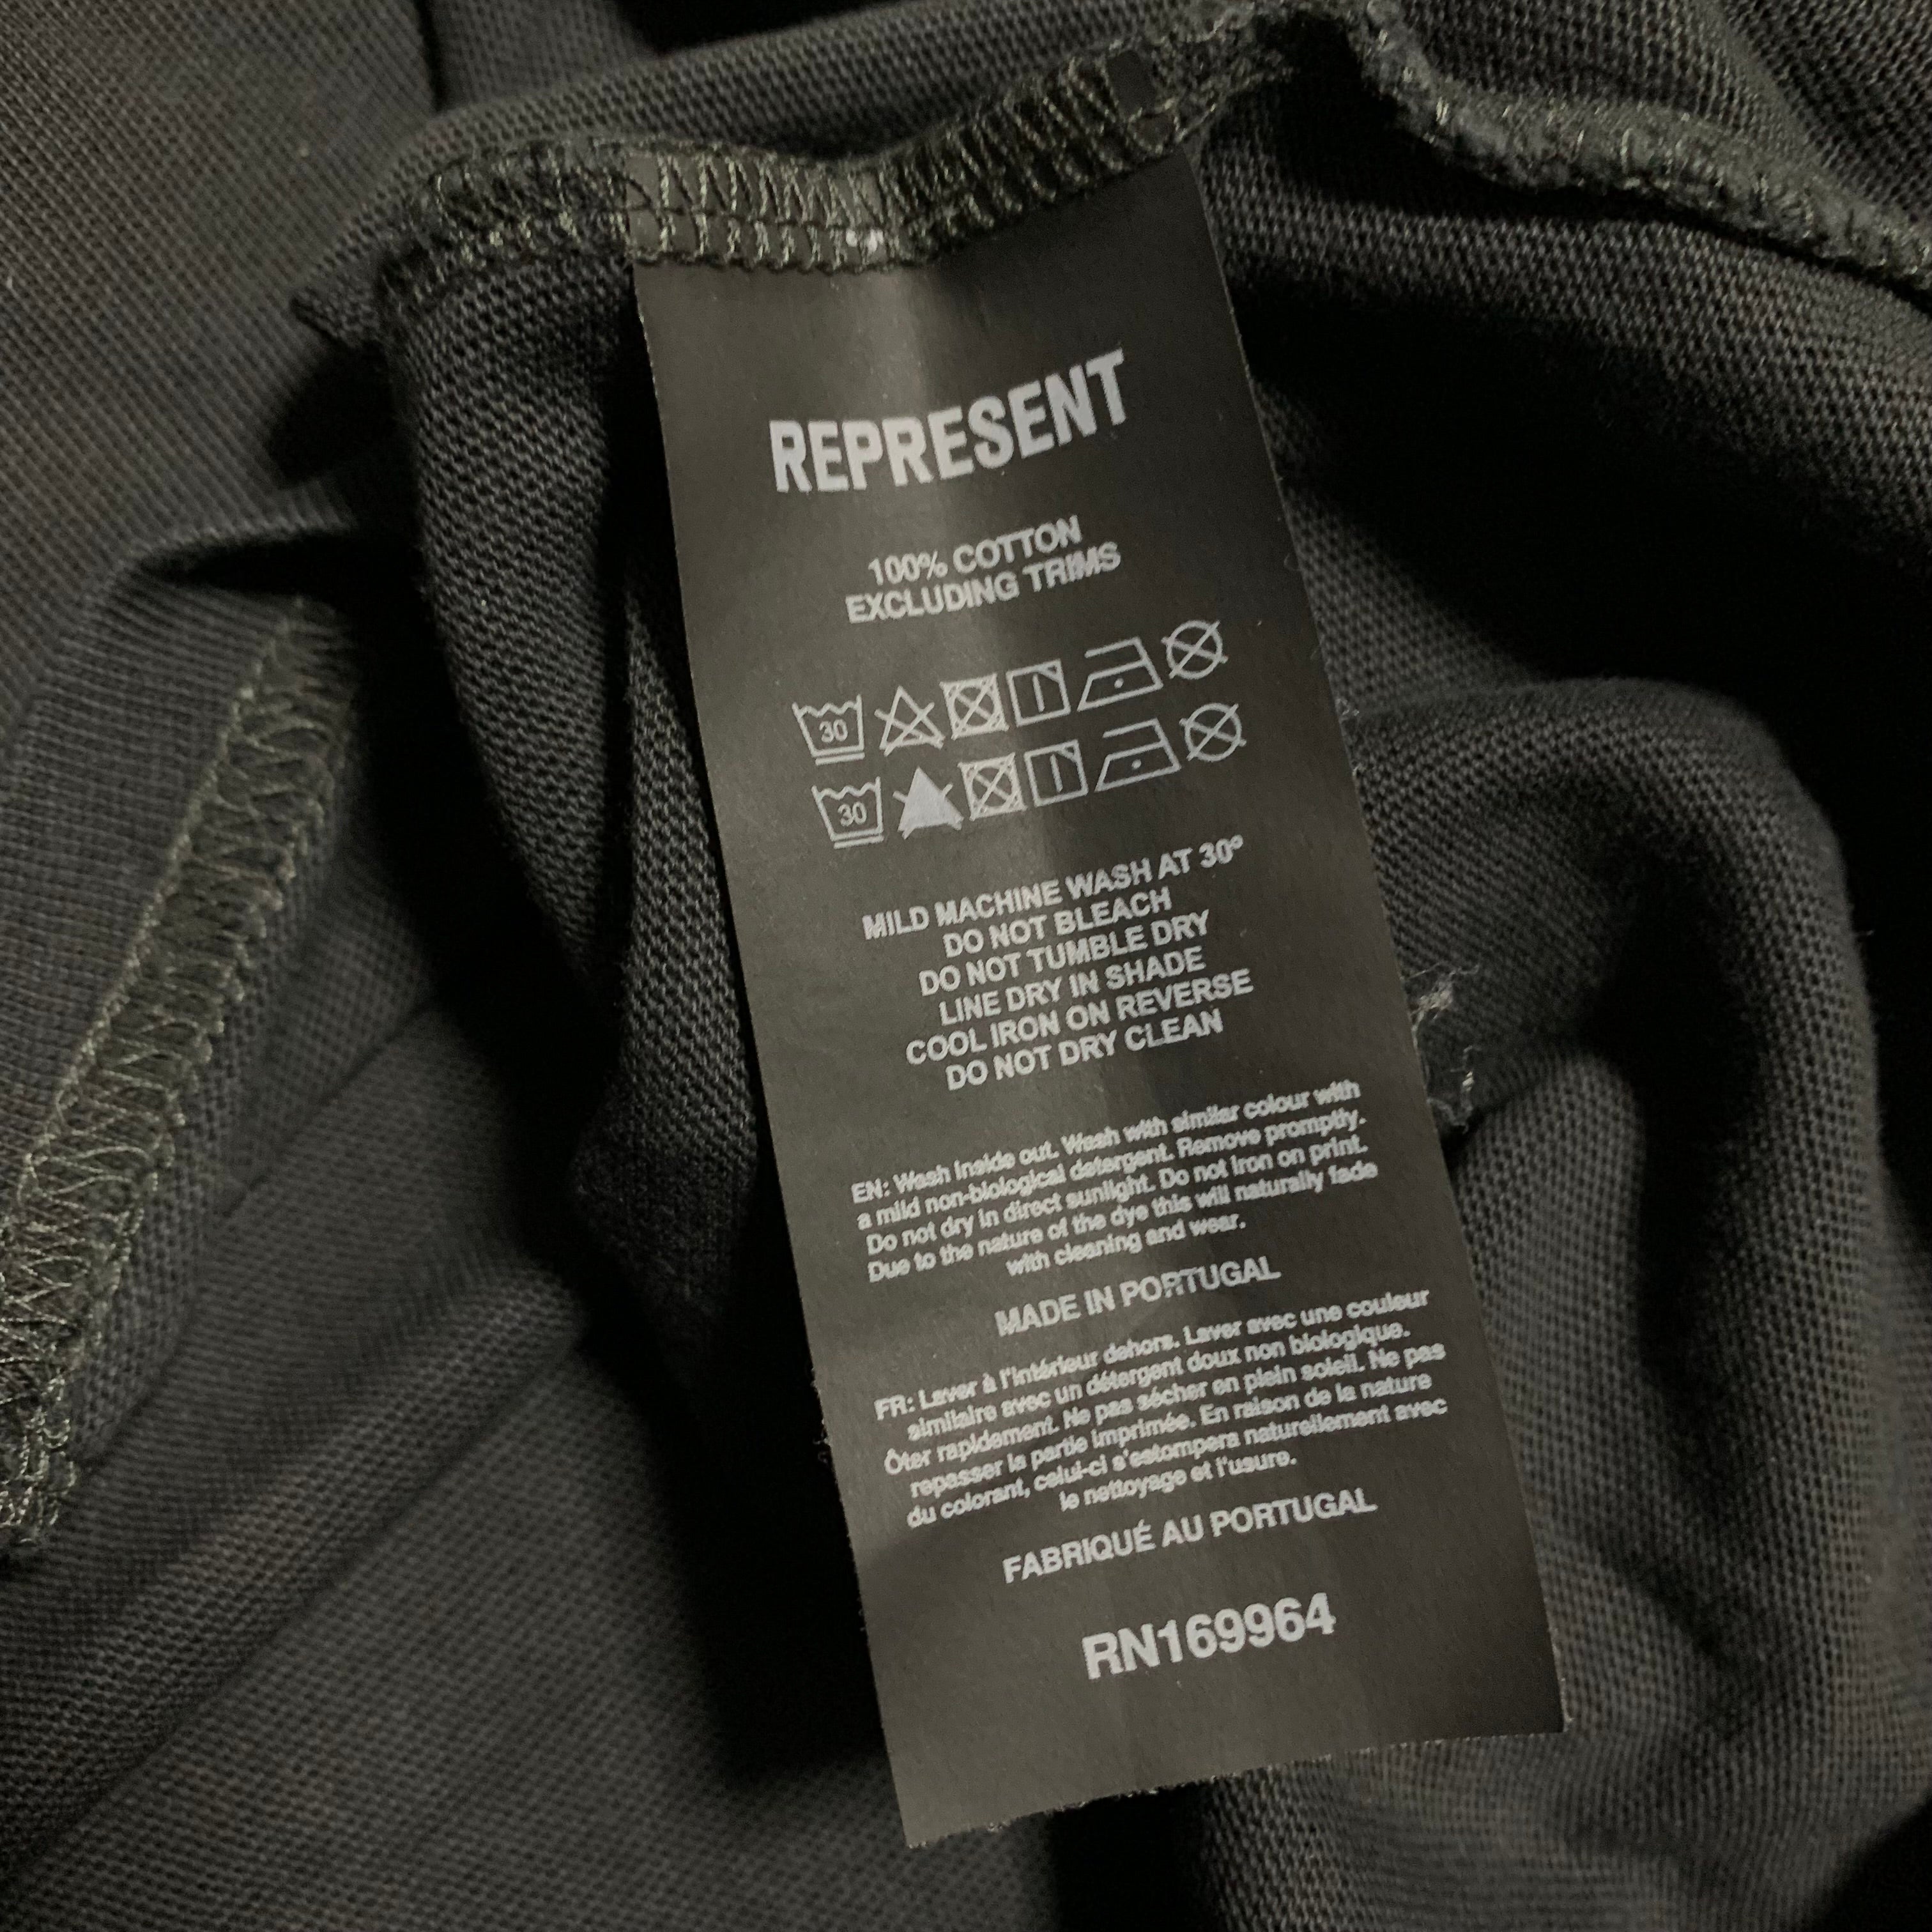 REPRESENT
100% COTTON
EXCLUDING TRIMS
30
30
MILD MACHINE WASH AT 30º
DO NOT BLEACH
DO NOT TUMBLE DRY
LINE DRY IN SHADE
COOL IRON ON REVERSE
DO NOT DRY CLEAN
EN: Wash inside out. Wash with similar colour with
a mild non-biological detergent. Remove promptly.
Do not dry in direct sunlight. Do not iron on print.
Due to the nature of the dye this will naturally fade
with cleaning and wear.
MADE IN PORTUGAL
FR: Laver à l'intérieur dehors. Laver avec une couleur
similaire avec un détergent doux non biologique.
Ôter rapidement. Ne pas sécher en plein soleil. Ne pas
repasser la partie imprimée. En raison de la nature
du colorant, celui-ci s'estompera naturellement avec
le nettoyage et l'usure.
FABRIQUÉ AU PORTUGAL
RN169964